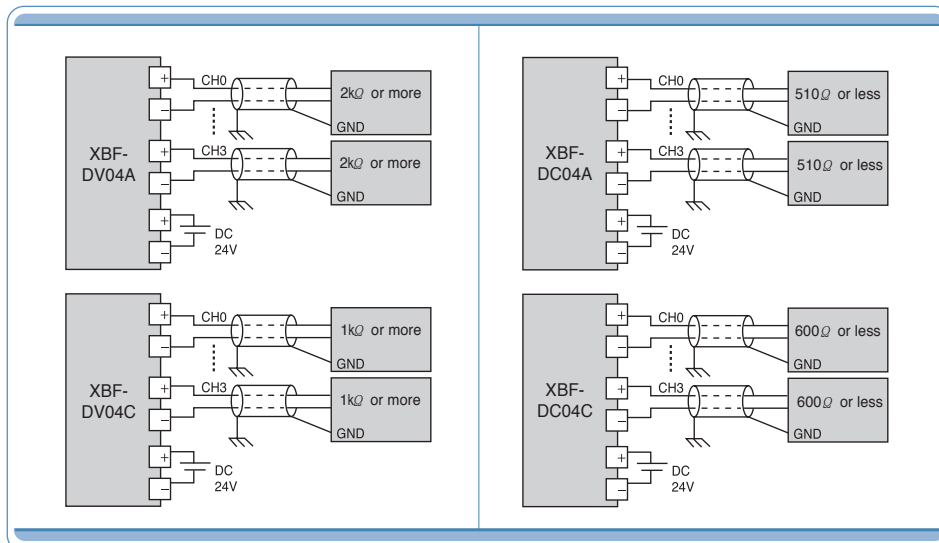 +
CH0
−
2kΩ or more
GND
XBF-
DV04A
+
CH3
−
2kΩ or more
GND
+
−
DC
24V
+
CH0
−
510Ω or less
GND
XBF-
DC04A
+
CH3
−
510Ω or less
GND
+
−
DC
24V
+
CH0
−
1kΩ or more
GND
XBF-
DV04C
+
CH3
−
1kΩ or more
GND
+
−
DC
24V
+
CH0
−
600Ω or less
GND
XBF-
DC04C
+
CH3
−
600Ω or less
GND
+
−
DC
24V